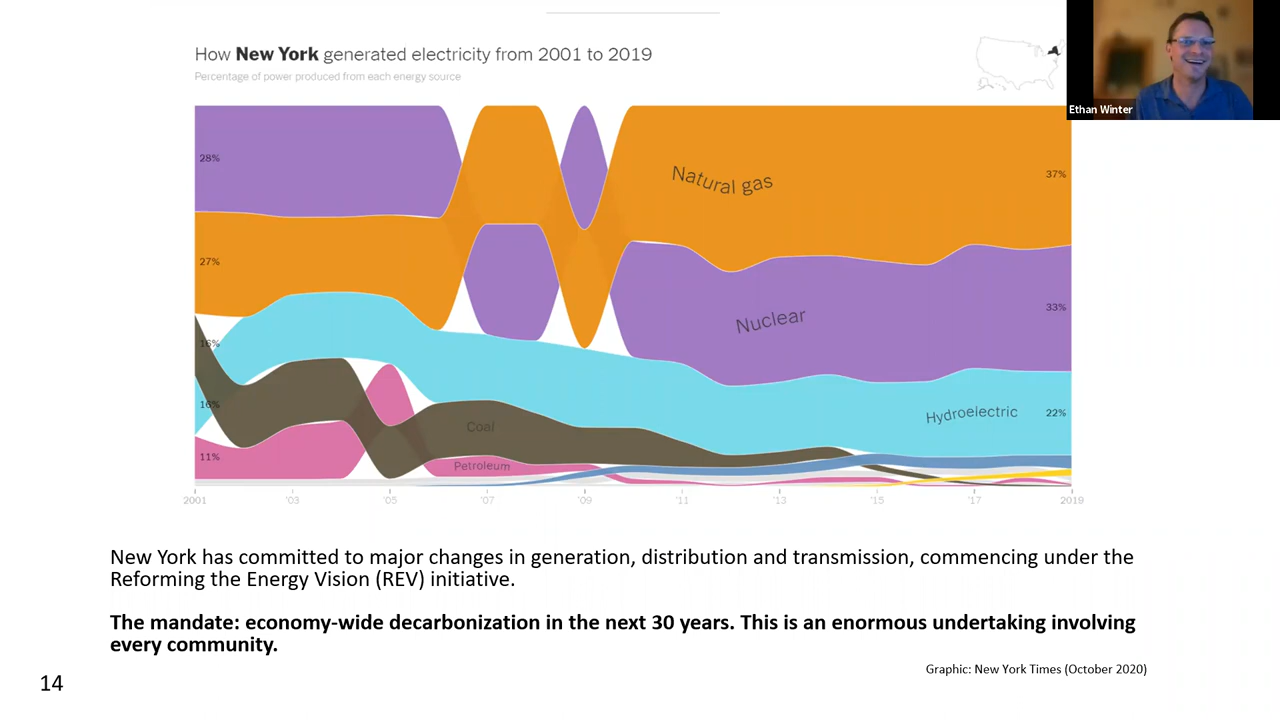 How New York generated electricity from 2001 to 2019
Percentage of power produced from each energy source
Ethan Winter
28%
27%
16%
16%
11%
Natural gas
Nuclear
Hydroelectric
Coal
Petroleum
37%
33%
22%
2001 '03 '05 '07 '09 '11 '13 '15 '17 2019
New York has committed to major changes in generation, distribution and transmission, commencing under the
Reforming the Energy Vision (REV) initiative.
The mandate: economy-wide decarbonization in the next 30 years. This is an enormous undertaking involving
every community.
Graphic: New York Times (October 2020)
14